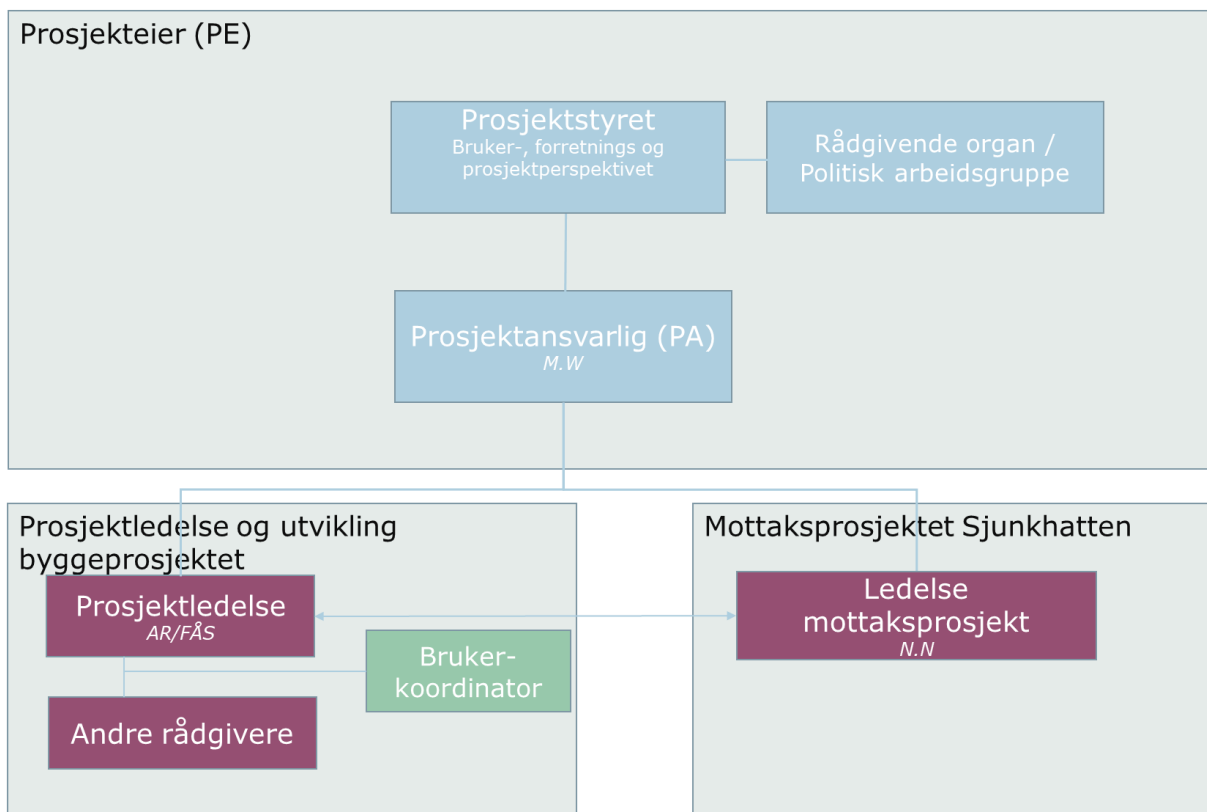 Prosjekteier (PE)
Prosjektstyret
Bruker-, forretnings og
prosjektperspektivet
Rådgivende organ /
Politisk arbeidsgruppe
Prosjektansvarlig (PA)
M.W
Prosjektledelse og utvikling
byggeprosjektet
Prosjektledelse
AR/FÅS
Bruker-
koordinator
Andre rådgivere
Mottaksprosjektet Sjunkhatten
Ledelse
mottaksprosjekt
N.N